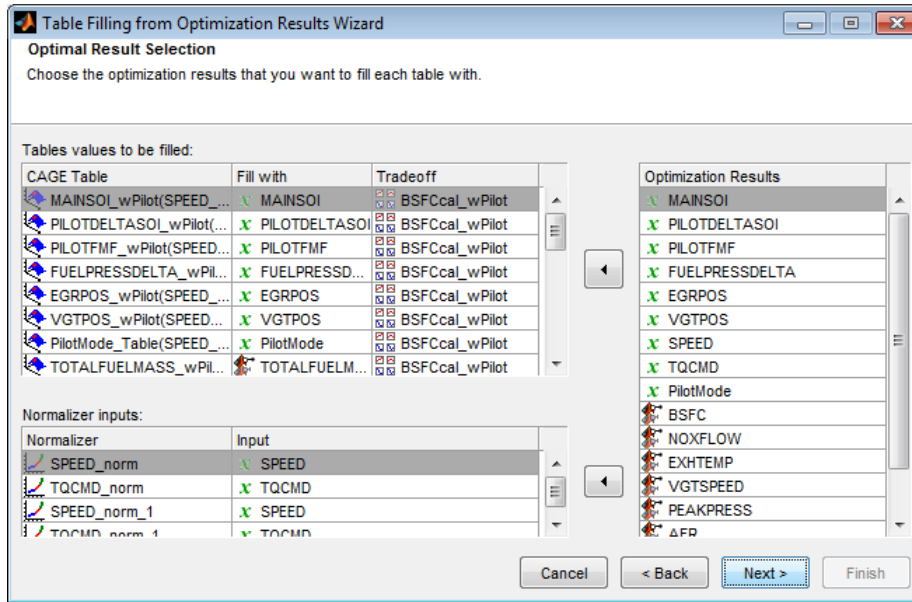 Table Filling from Optimization Results Wizard
Optimal Result Selection
Choose the optimization results that you want to fill each table with.
Tables values to be filled:
CAGE Table Fill with Tradeoff
MAINSOI_wPilot(SPEED_... MAINSOI BSFCcal_wPilot
PILOTDELTASOI_wPilot(... x PILOTDELTASOI BSFCcal_wPilot
PILOTFMF_wPilot(SPEED... x PILOTFMF BSFCcal_wPilot
FUELPRESSDELTA_wPil... x FUELPRESSD... BSFCcal_wPilot
EGRPOS_wPilot(SPEED_... x EGRPOS BSFCcal_wPilot
VGTPOS_wPilot(SPEED... x VGTPOS BSFCcal_wPilot
PilotMode_Table(SPEED_... x PilotMode BSFCcal_wPilot
TOTALFUELMASS_wPil... TOTALFUELM... BSFCcal_wPilot
Optimization Results
x MAINSOI
x PILOTDELTASOI
x PILOTFMF
x FUELPRESSDELTA
x EGRPOS
x VGTPOS
x SPEED
x TQCMD
x PilotMode
BSFC
NOXFLOW
EXHTEMP
VGTSPEED
PEAKPRESS
AFR
Normalizer inputs:
Normalizer Input
SPEED_norm x SPEED
TQCMD_norm x TQCMD
SPEED_norm_1 x SPEED
TQCMD_norm_1 x TQCMD
Cancel < Back Next > Finish